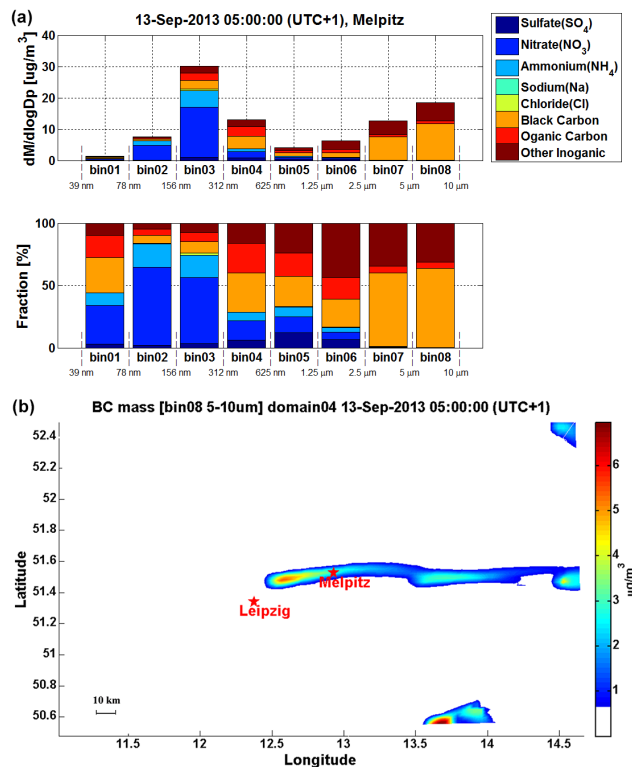 (a)
13-Sep-2013 05:00:00 (UTC+1), Melpitz
dM/dlogDp [ug/m3]
40
30
20
10
0
bin01 bin02 bin03 bin04 bin05 bin06 bin07 bin08
39 nm 78 nm 156 nm 312 nm 625 nm 1.25 µm 2.5 µm 5 µm 10 µm
Sulfate(SO4)
Nitrate(NO3)
Ammonium(NH4)
Sodium(Na)
Chloride(Cl)
Black Carbon
Oganic Carbon
Other Inoganic
Fraction [%]
100
50
0
bin01 bin02 bin03 bin04 bin05 bin06 bin07 bin08
39 nm 78 nm 156 nm 312 nm 625 nm 1.25 µm 2.5 µm 5 µm 10 µm
(b)
BC mass [bin08 5-10um] domain04 13-Sep-2013 05:00:00 (UTC+1)
Latitude
52.4
52.2
52
51.8
51.6
51.4
51.2
51
50.8
50.6
Melpitz
Leipzig
10 km
11.5 12 12.5 13 13.5 14 14.5
Longitude
6
5
4
3
2
1
µg/m3